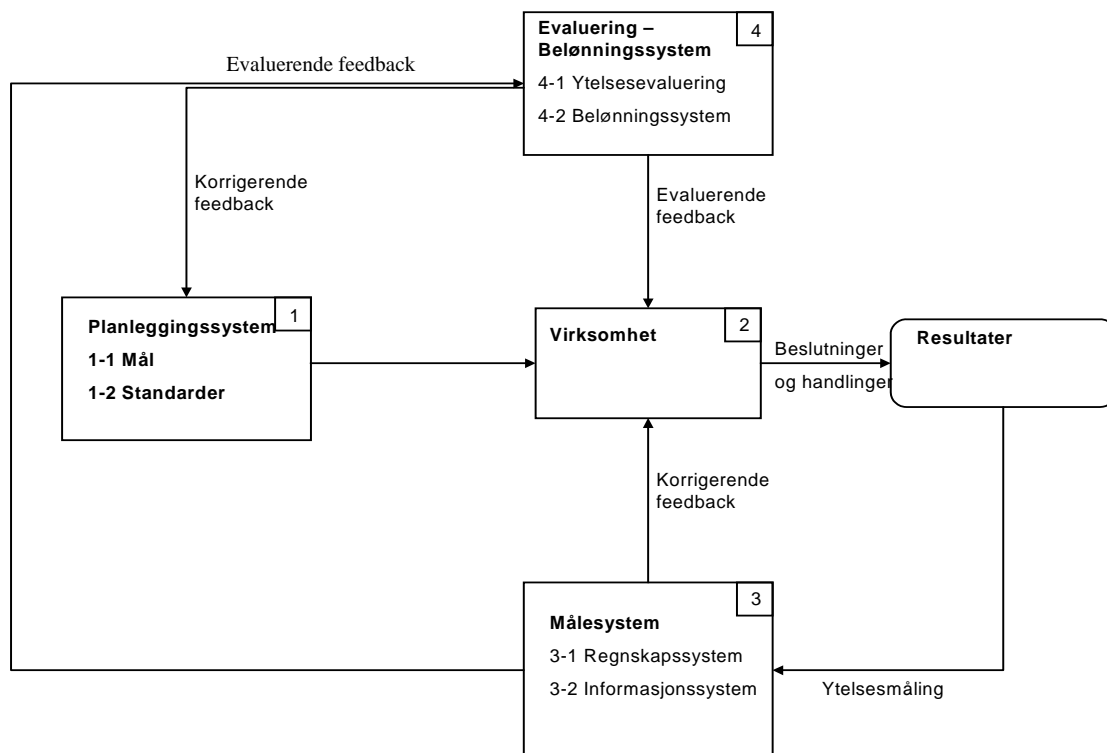 4
Evaluering –
Belønningssystem
4-1 Ytelsesevaluering
4-2 Belønningssystem
Evaluerende feedback
Korrigerende
feedback
Evaluerende
feedback
1
Planleggingssystem
1-1 Mål
1-2 Standarder
2
Virksomhet
Beslutninger
og handlinger
Resultater
Korrigerende
feedback
3
Målesystem
3-1 Regnskapssystem
3-2 Informasjonssystem
Ytelsesmåling